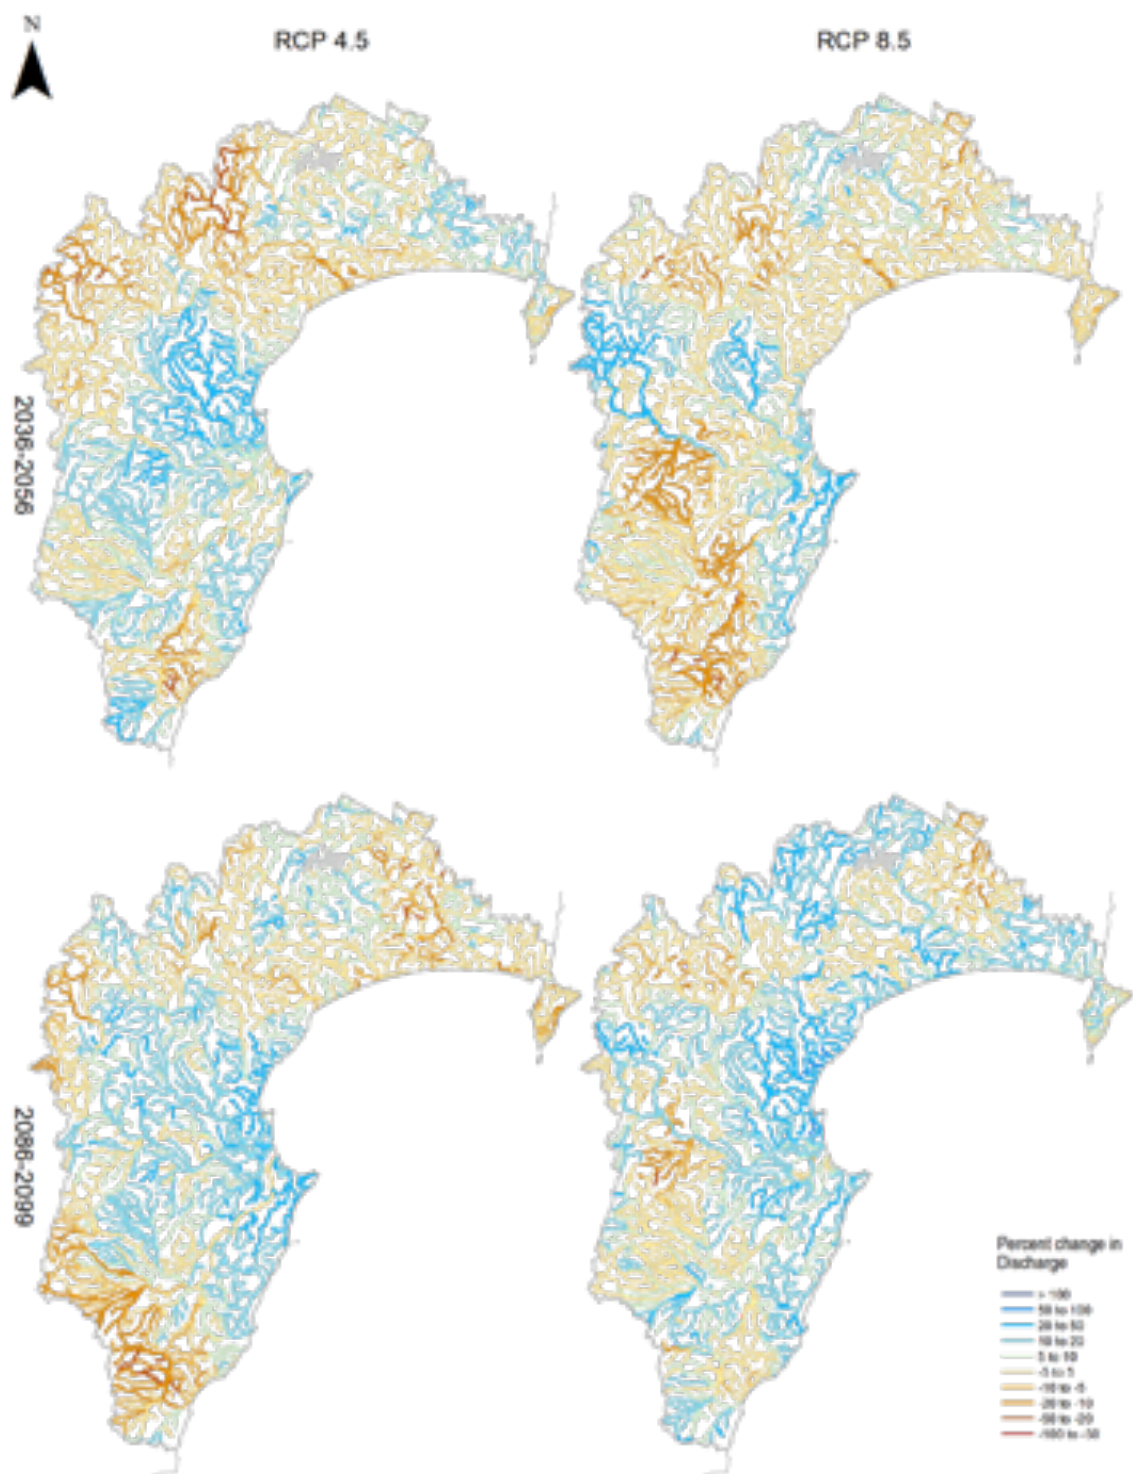 N
RCP 4.5
RCP 8.5
2036-2056
2086-2099
Percent change in
Discharge
> 100
50 to 100
20 to 50
10 to 20
5 to 10
-5 to 5
-10 to -5
-20 to -10
-50 to -20
-100 to -50